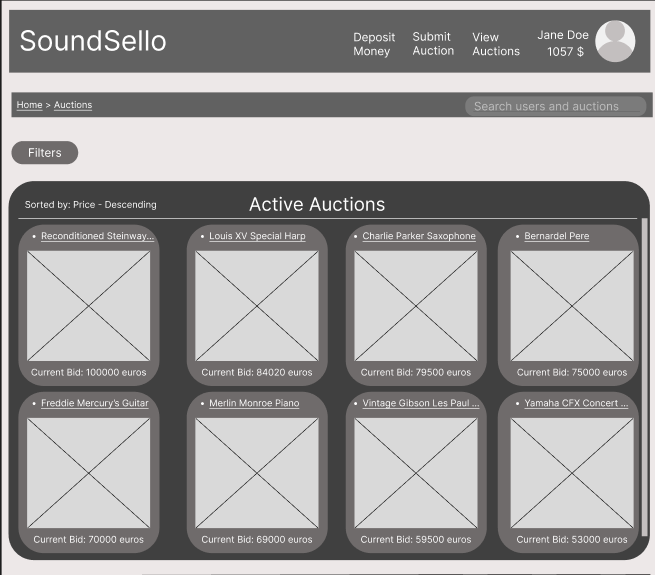 SoundSello
Deposit
Money
Submit
Auction
View
Auctions
Jane Doe
1057 $
Home > Auctions
Search users and auctions
Filters
Sorted by: Price - Descending
Active Auctions
• Reconditioned Steinway...
• Louis XV Special Harp
• Charlie Parker Saxophone
• Bernardel Pere
Current Bid: 100000 euros
Current Bid: 84020 euros
Current Bid: 79500 euros
Current Bid: 75000 euros
• Freddie Mercury's Guitar
• Merlin Monroe Piano
• Vintage Gibson Les Paul ...
• Yamaha CFX Concert ...
Current Bid: 70000 euros
Current Bid: 69000 euros
Current Bid: 59500 euros
Current Bid: 53000 euros